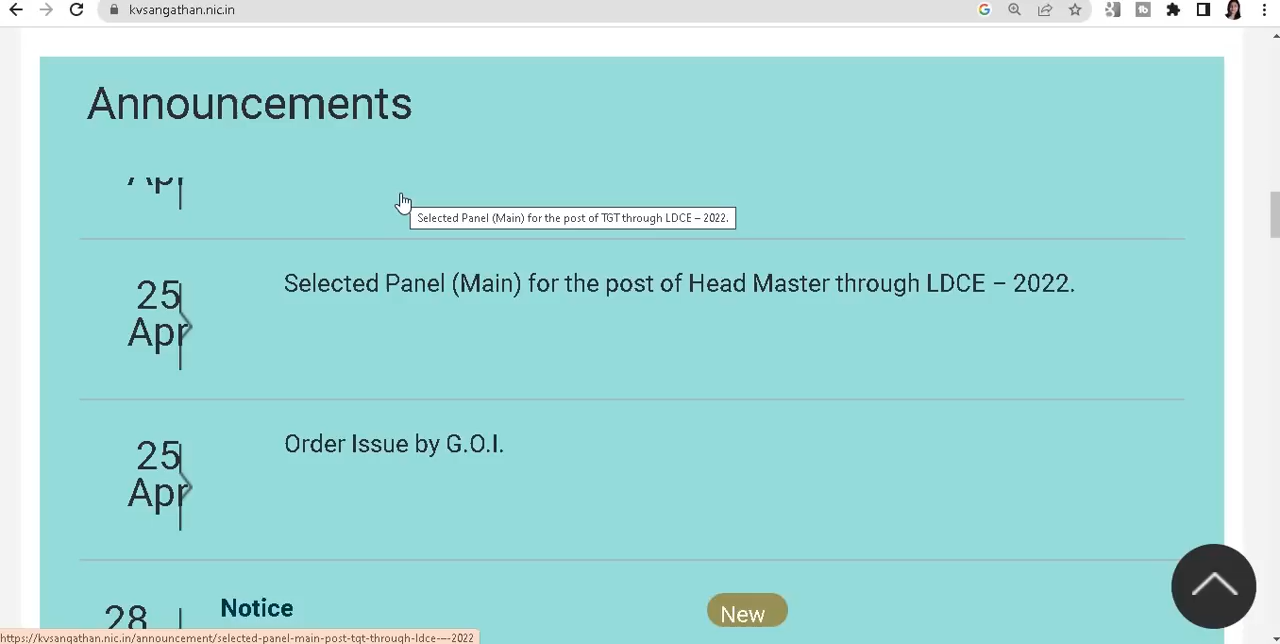 kvsangathan.nic.in
Announcements
Apr
Selected Panel (Main) for the post of TGT through LDCE – 2022.
25
Apr
Selected Panel (Main) for the post of Head Master through LDCE – 2022.
25
Apr
Order Issue by G.O.I.
28
Notice
New
https://kvsangathan.nic.in/announcement/selected-panel-main-post-tgt-through-ldce-–-2022